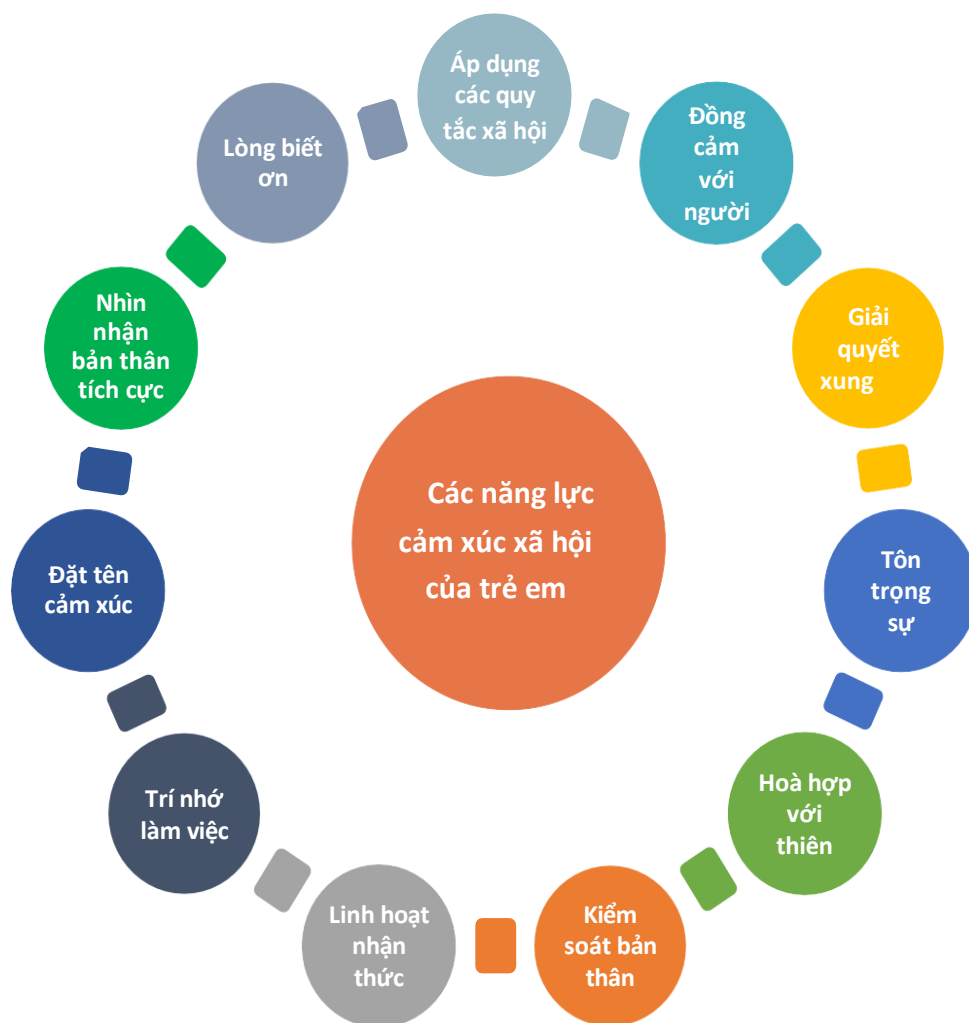 Áp dụng
các quy
tắc xã hội
Đồng
cảm
với
người
Giải
quyết
xung
Tôn
trọng
sự
Hoà hợp
với
thiên
Kiểm
soát bản
thân
Linh hoạt
nhận
thức
Trí nhớ
làm việc
Đặt tên
cảm xúc
Nhìn
nhận
bản thân
tích cực
Lòng biết
ơn
Các năng lực
cảm xúc xã hội
của trẻ em